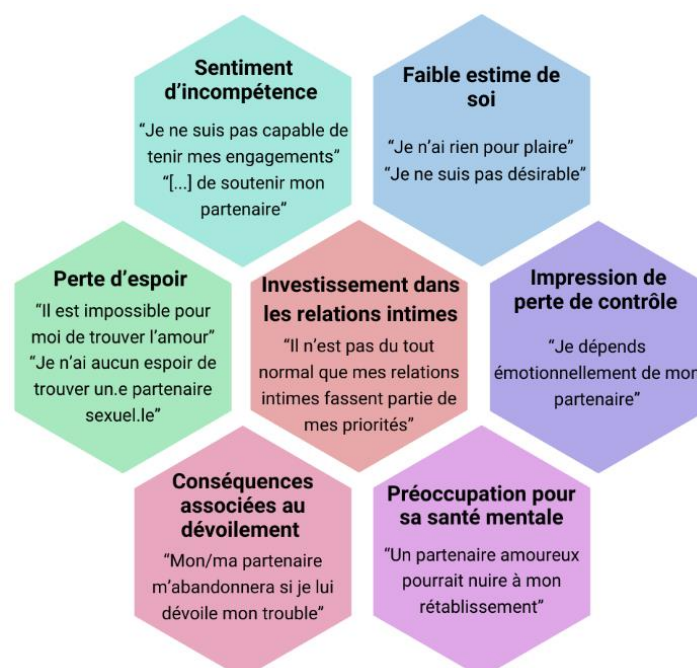 Sentiment
d’incompétence
“Je ne suis pas capable de
tenir mes engagements”
“[...] de soutenir mon
partenaire”
Faible estime de
soi
“Je n’ai rien pour plaire”
“Je ne suis pas désirable”
Perte d’espoir
“Il est impossible pour
moi de trouver l’amour”
“Je n’ai aucun espoir de
trouver un.e partenaire
sexuel.le”
Investissement dans
les relations intimes
“Il n’est pas du tout
normal que mes relations
intimes fassent partie de
mes priorités”
Impression de
perte de contrôle
“Je dépends
émotionnellement de mon
partenaire”
Conséquences
associées au
dévoilement
“Mon/ma partenaire
m’abandonnera si je lui
dévoile mon trouble”
Préoccupation pour
sa santé mentale
“Un partenaire amoureux
pourrait nuire à mon
rétablissement”